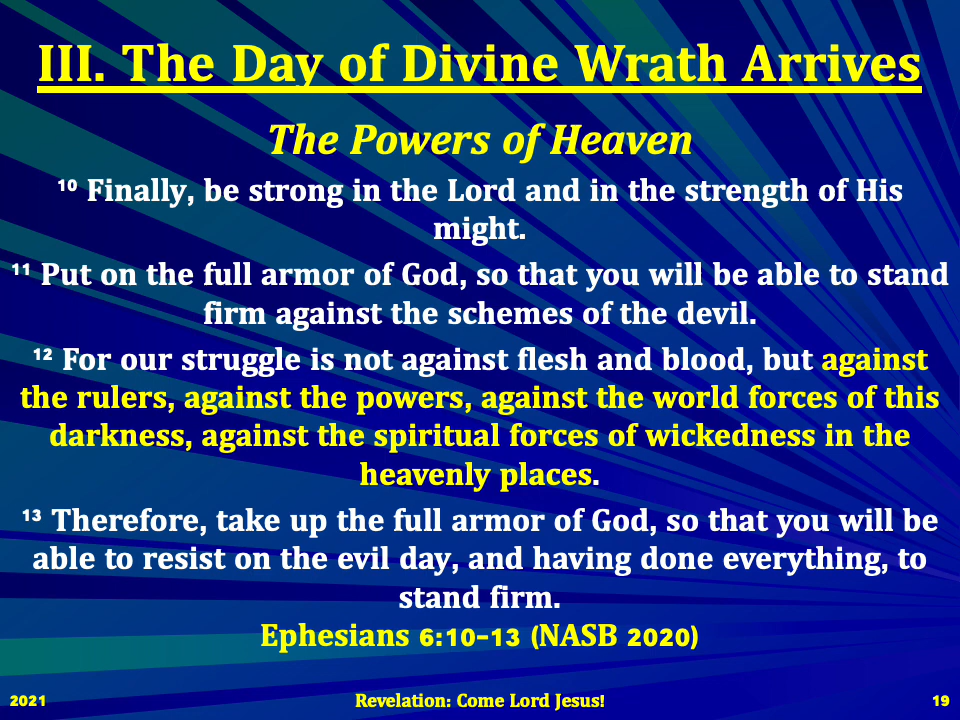 III. The Day of Divine Wrath Arrives
The Powers of Heaven
¹⁰ Finally, be strong in the Lord and in the strength of His
might.
¹¹ Put on the full armor of God, so that you will be able to stand
firm against the schemes of the devil.
¹² For our struggle is not against flesh and blood, but against
the rulers, against the powers, against the world forces of this
darkness, against the spiritual forces of wickedness in the
heavenly places.
¹³ Therefore, take up the full armor of God, so that you will be
able to resist on the evil day, and having done everything, to
stand firm.
Ephesians 6:10-13 (NASB 2020)
2021 Revelation: Come Lord Jesus! 19